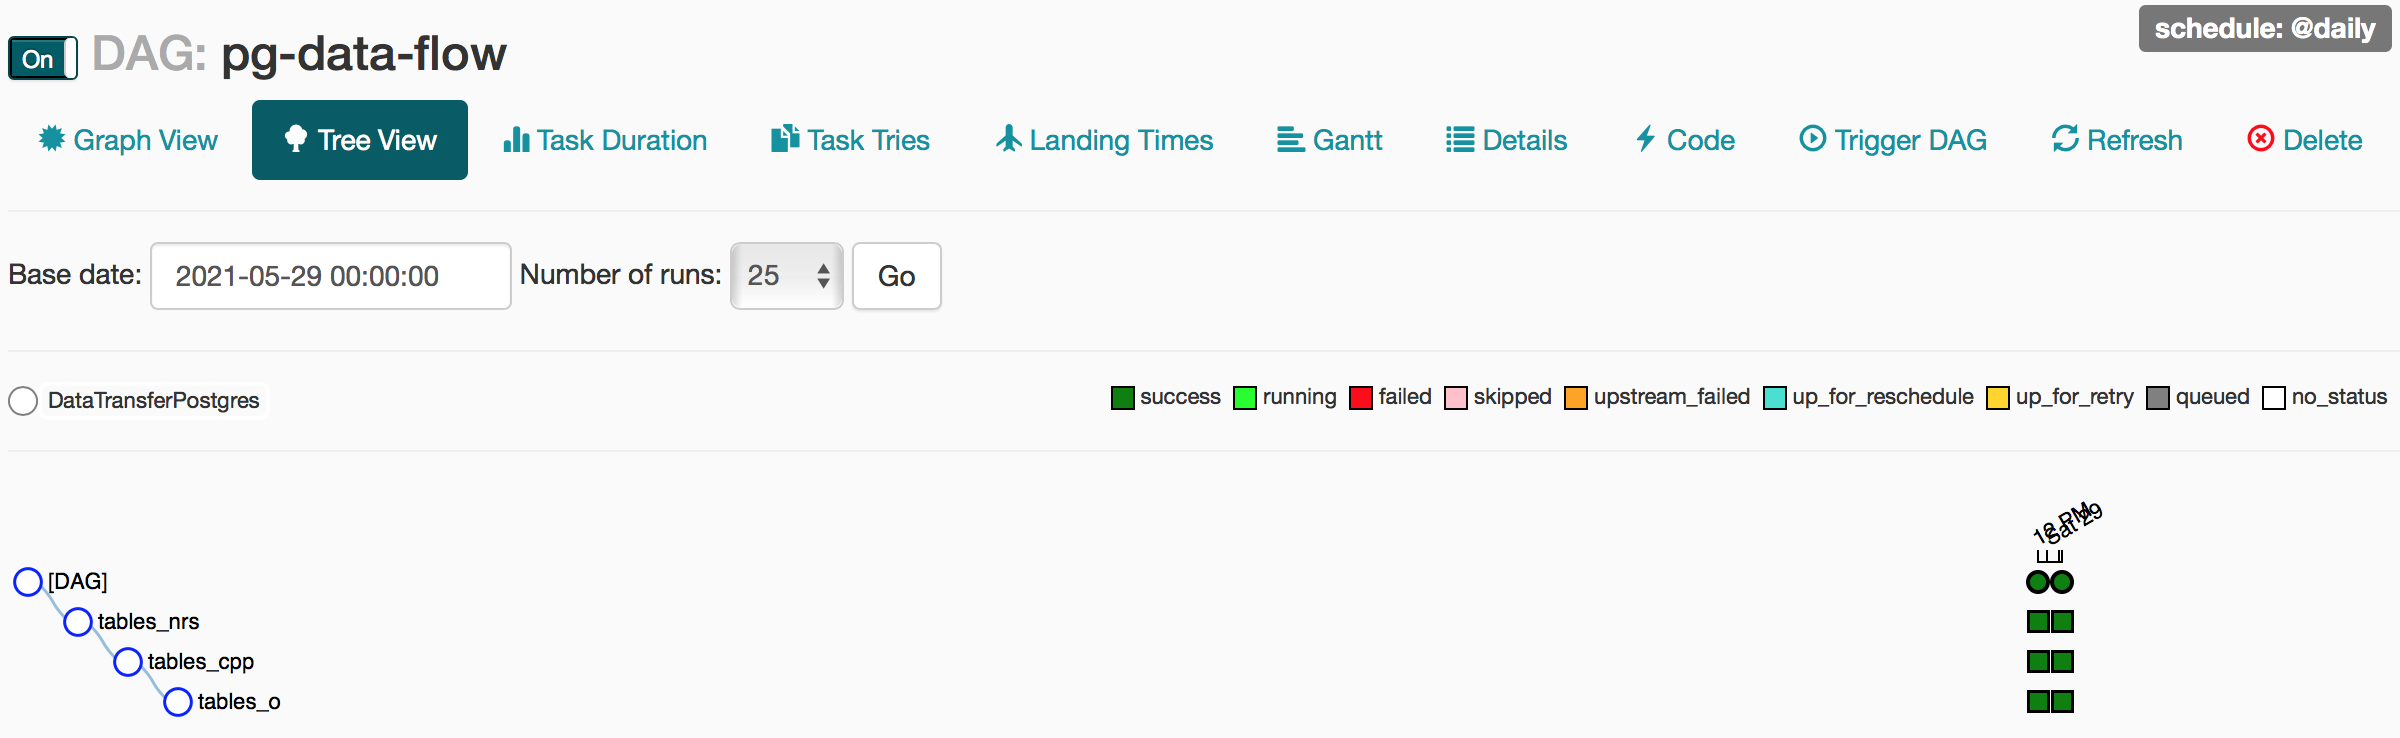 On DAG: pg-data-flow
schedule: @daily
Graph View Tree View Task Duration Task Tries Landing Times Gantt Details Code Trigger DAG Refresh Delete
Base date: 2021-05-29 00:00:00 Number of runs: 25 Go
DataTransferPostgres
success running failed skipped upstream_failed up_for_reschedule up_for_retry queued no_status
12 PM
Sat 29
[DAG]
tables_nrs
tables_cpp
tables_o